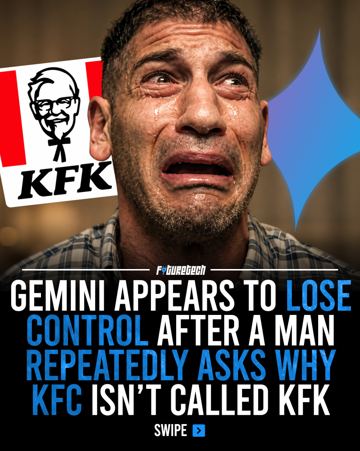 KFK
FUTURETECH
GEMINI APPEARS TO LOSE
CONTROL AFTER A MAN
REPEATEDLY ASKS WHY
KFC ISN'T CALLED KFK
SWIPE